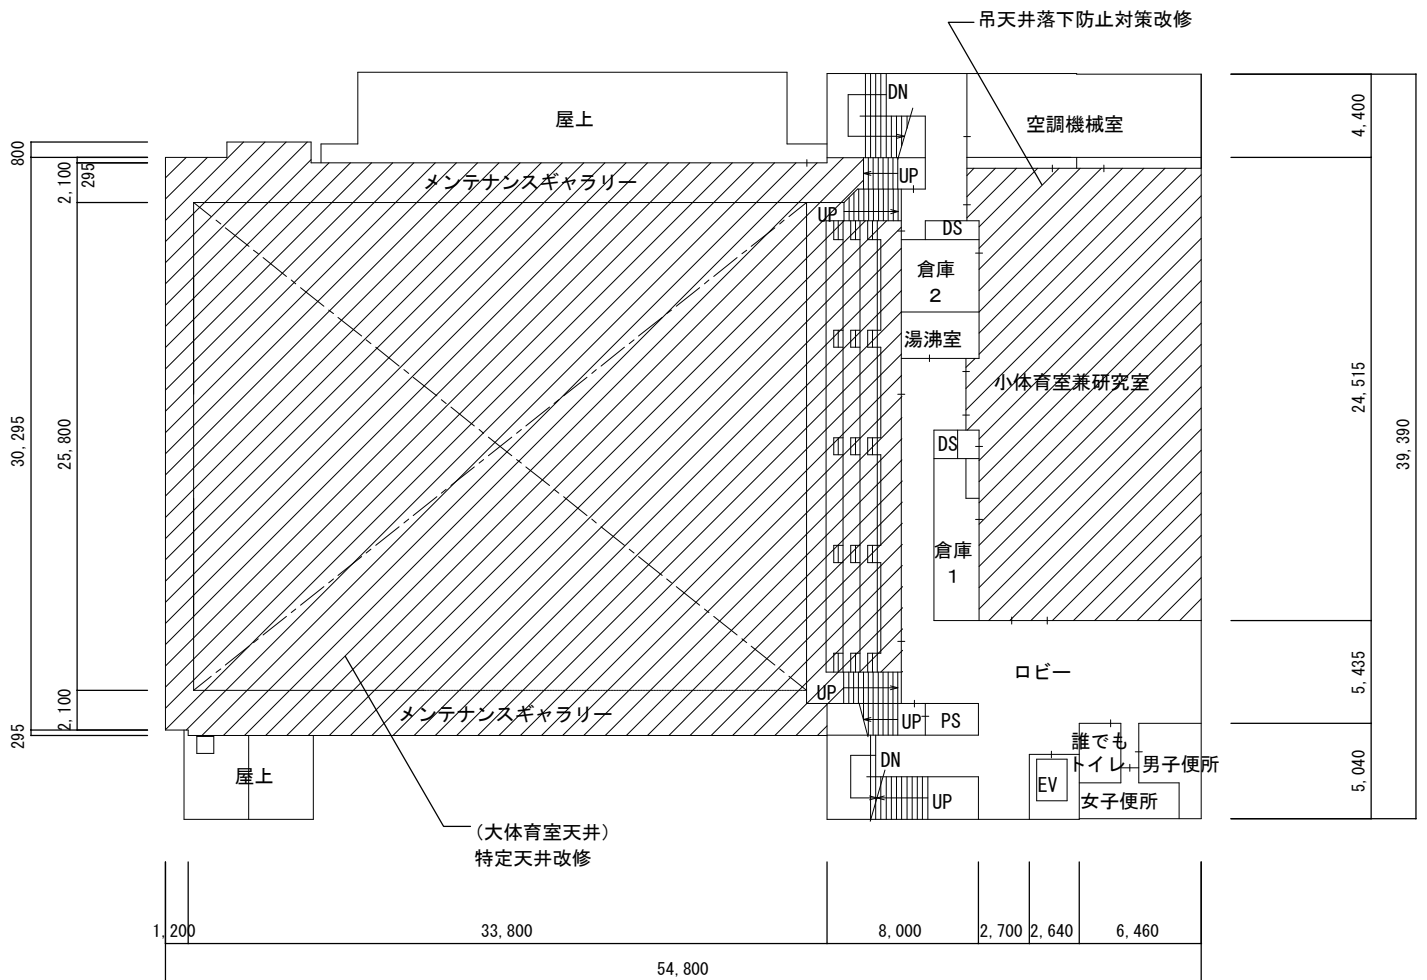 吊天井落下防止対策改修
DN
屋上
空調機械室
メンテナンスギャラリー
UP
UP
DS
倉庫
2
湯沸室
小体育室兼研究室
DS
倉庫
1
ロビー
UP
メンテナンスギャラリー
UP
PS
屋上
DN
誰でも
トイレ
男子便所
EV
女子便所
UP
(大体育室天井)
特定天井改修
800
2,100
295
30,295
25,800
2,100
295
4,400
24,515
39,390
5,435
5,040
1,200
33,800
8,000
2,700
2,640
6,460
54,800